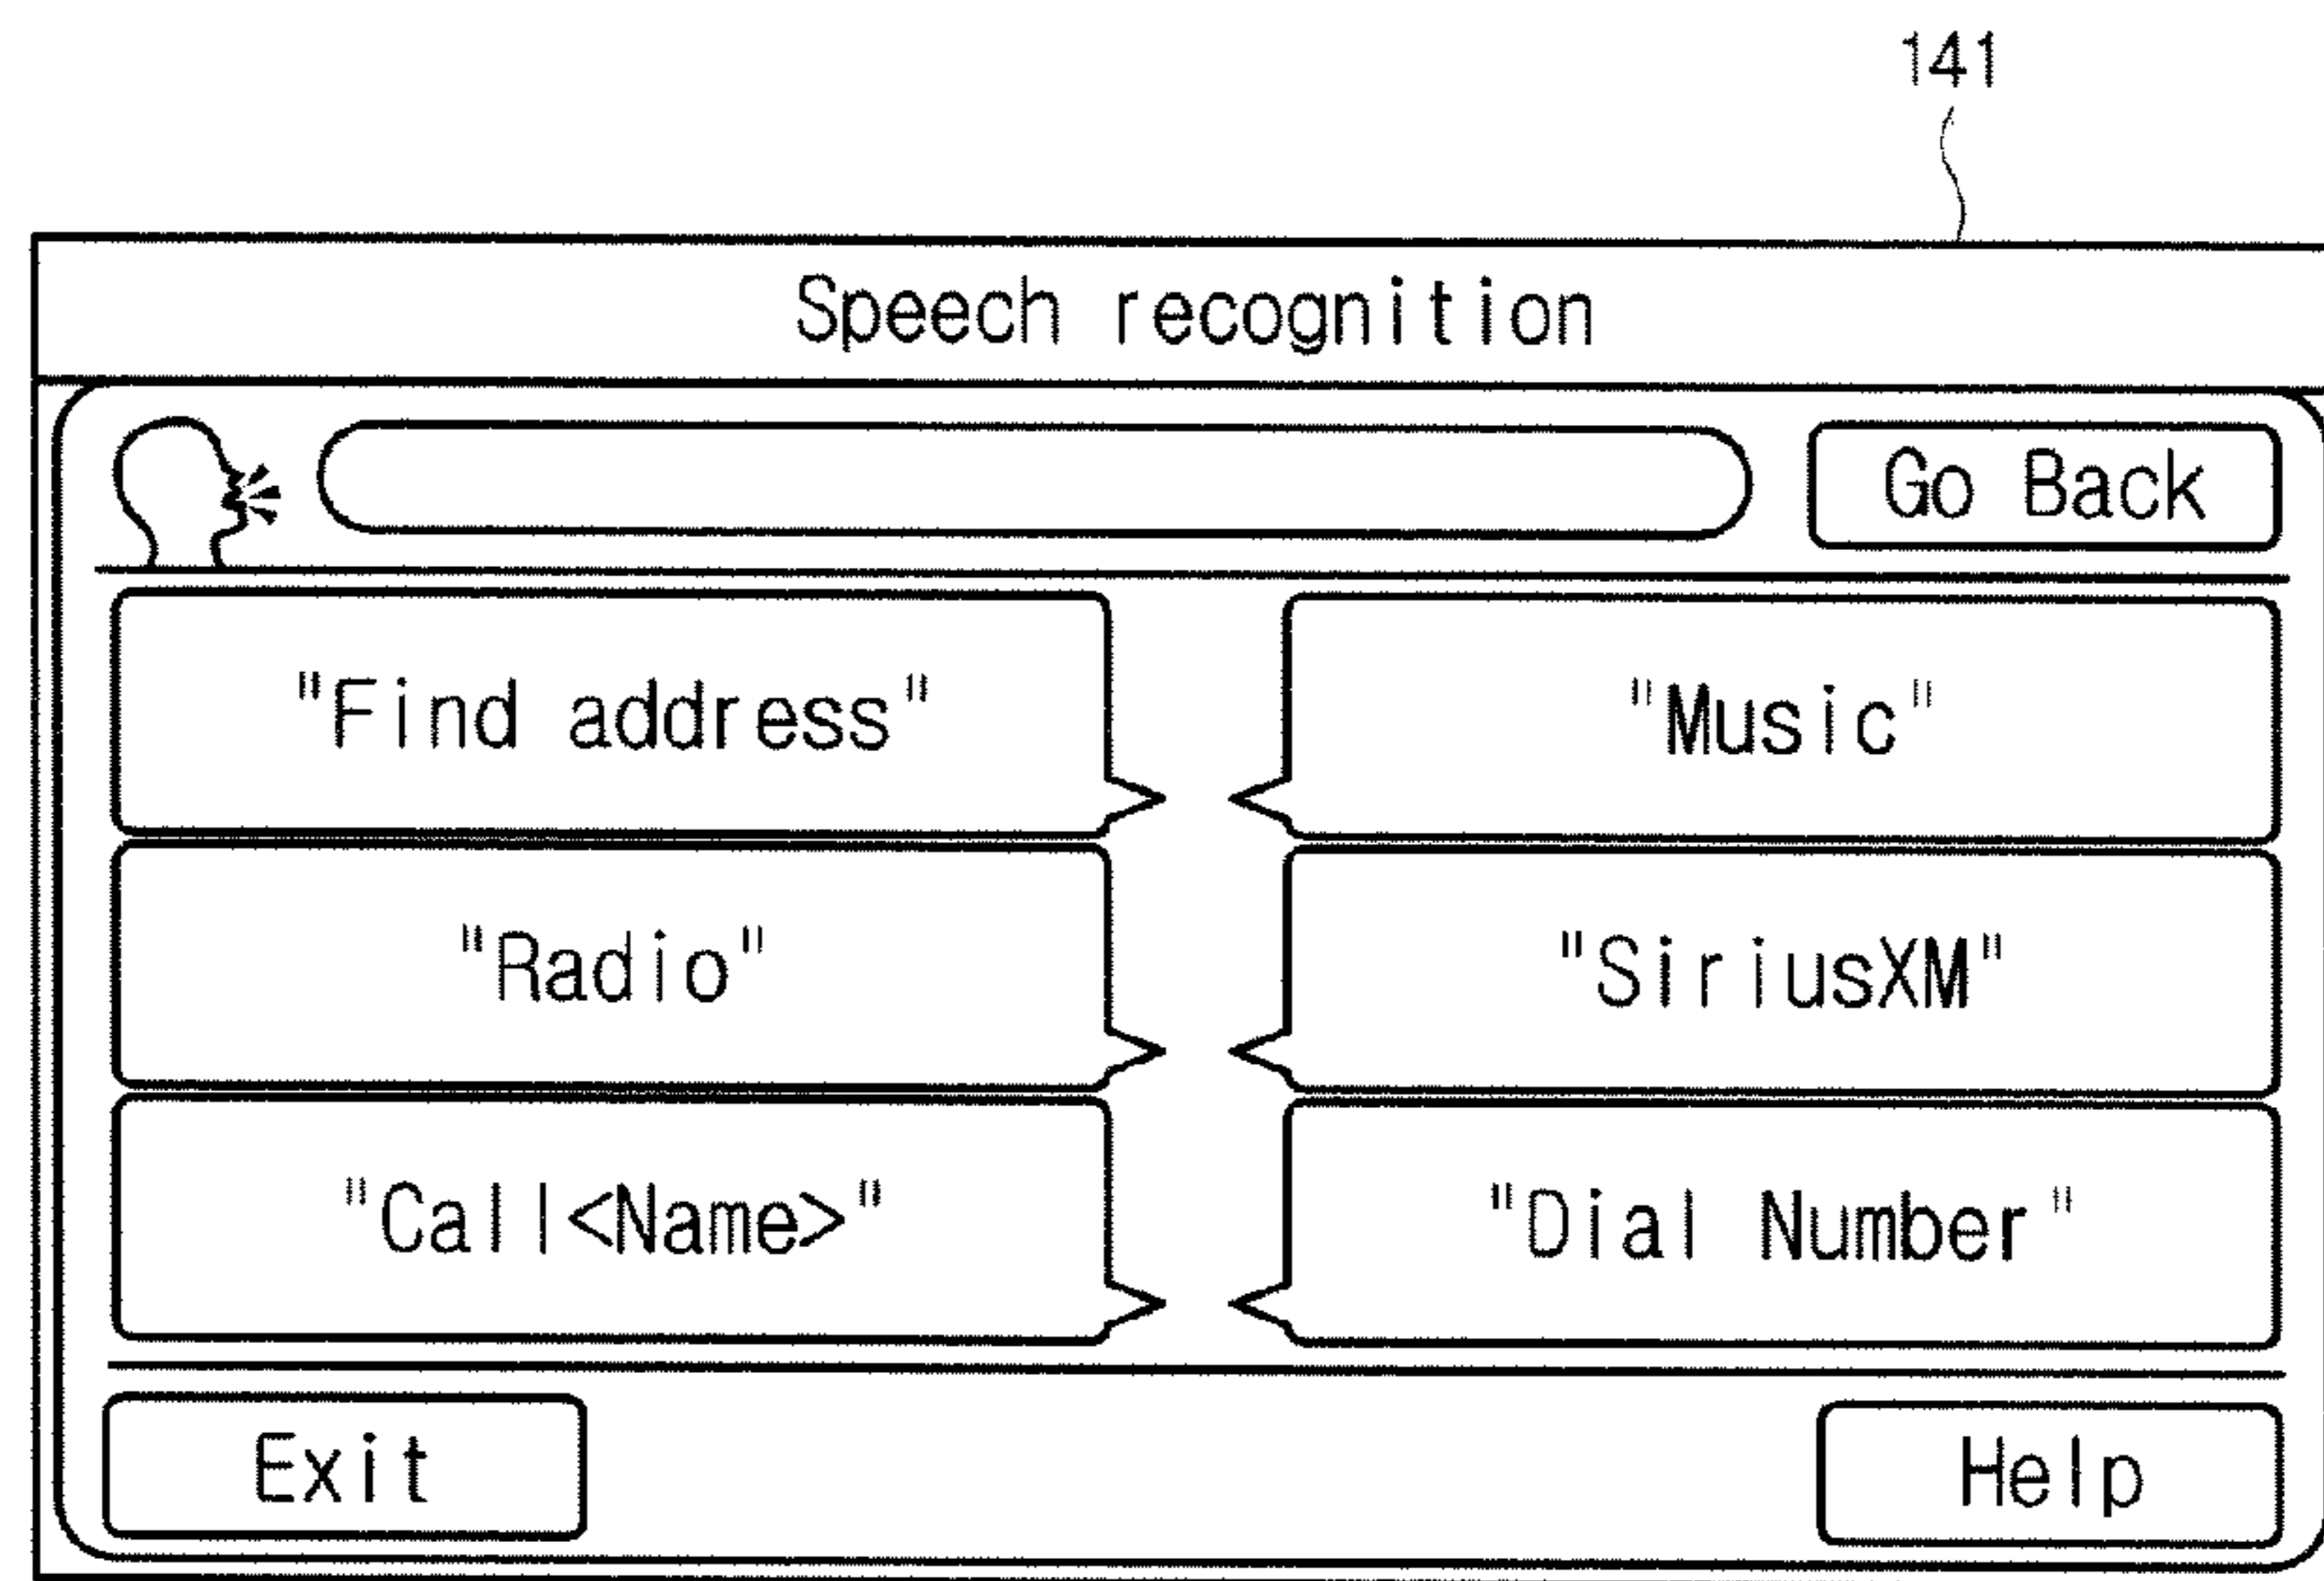 141
Speech recognition
Go Back
"Find address"
"Music"
"Radio"
"SiriusXM"
"Call<Name>"
"Dial Number"
Exit
Help